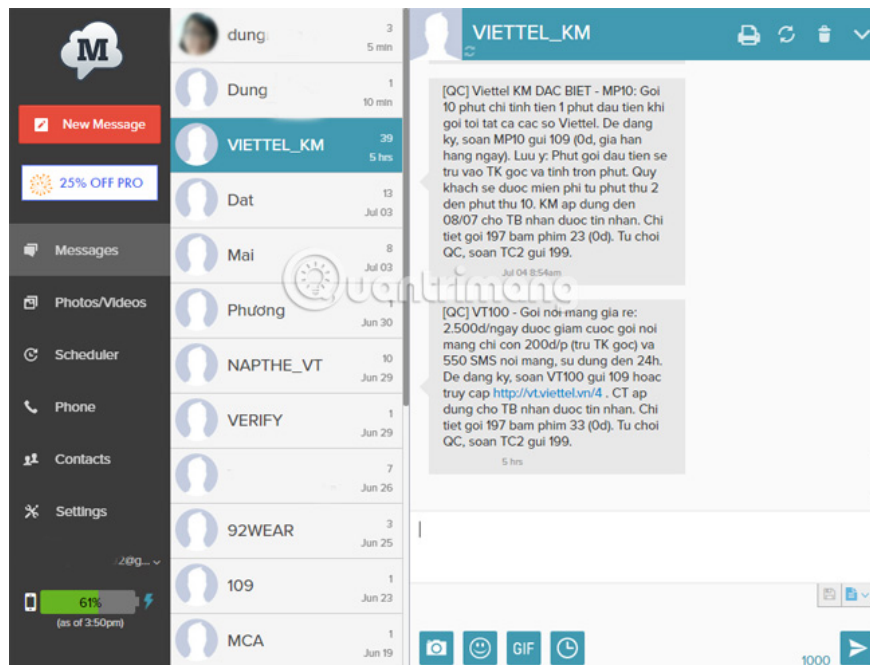 M
New Message
25% OFF PRO
Messages
Photos/Videos
Scheduler
Phone
Contacts
Settings
2@g...
61%
(as of 3:50pm)
dung
3
5 min
Dung
1
10 min
VIETTEL_KM
39
5 hrs
Dat
13
Jul 03
Mai
8
Jul 03
Phương
1
Jun 30
NAPTHE_VT
10
Jun 29
VERIFY
1
Jun 29
7
Jun 26
92WEAR
3
Jun 25
109
1
Jun 23
MCA
1
Jun 19
VIETTEL_KM
[QC] Viettel KM DAC BIET - MP10: Goi
10 phut chi tinh tien 1 phut dau tien khi
goi toi tat ca cac so Viettel. De dang
ky, soan MP10 gui 109 (0d, gia han
hang ngay). Luu y: Phut goi dau tien se
tru vao TK goc va tinh tron phut. Quy
khach se duoc mien phi tu phut thu 2
den phut thu 10. KM ap dung den
08/07 cho TB nhan duoc tin nhan. Chi
tiet goi 197 bam phim 23 (0d). Tu choi
QC, soan TC2 gui 199.
Jul 04 8:54am
Quantrimang
[QC] VT100 - Goi noi mang gia re:
2.500d/ngay duoc giam cuoc goi noi
mang chi con 200d/p (tru TK goc) va
550 SMS noi mang, su dung den 24h.
De dang ky, soan VT100 gui 109 hoac
truy cap http://vt.viettel.vn/4 . CT ap
dung cho TB nhan duoc tin nhan. Chi
tiet goi 197 bam phim 33 (0d). Tu choi
QC, soan TC2 gui 199.
5 hrs
GIF
1000